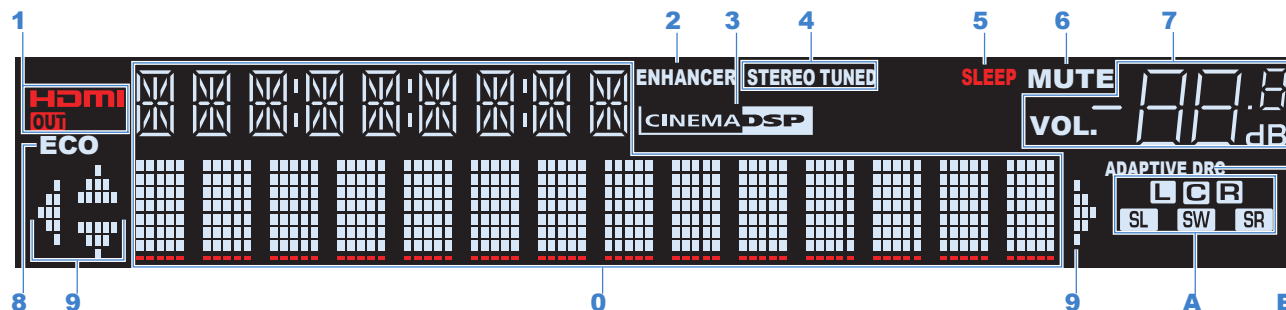 1 2 3 4 5 6 7
HDMI ENHANCER STEREO TUNED SLEEP MUTE
OUT CINEMA DSP VOL. dB
ECO
ADAPTIVE DRC
L C R
SL SW SR
8 9 0 9 A